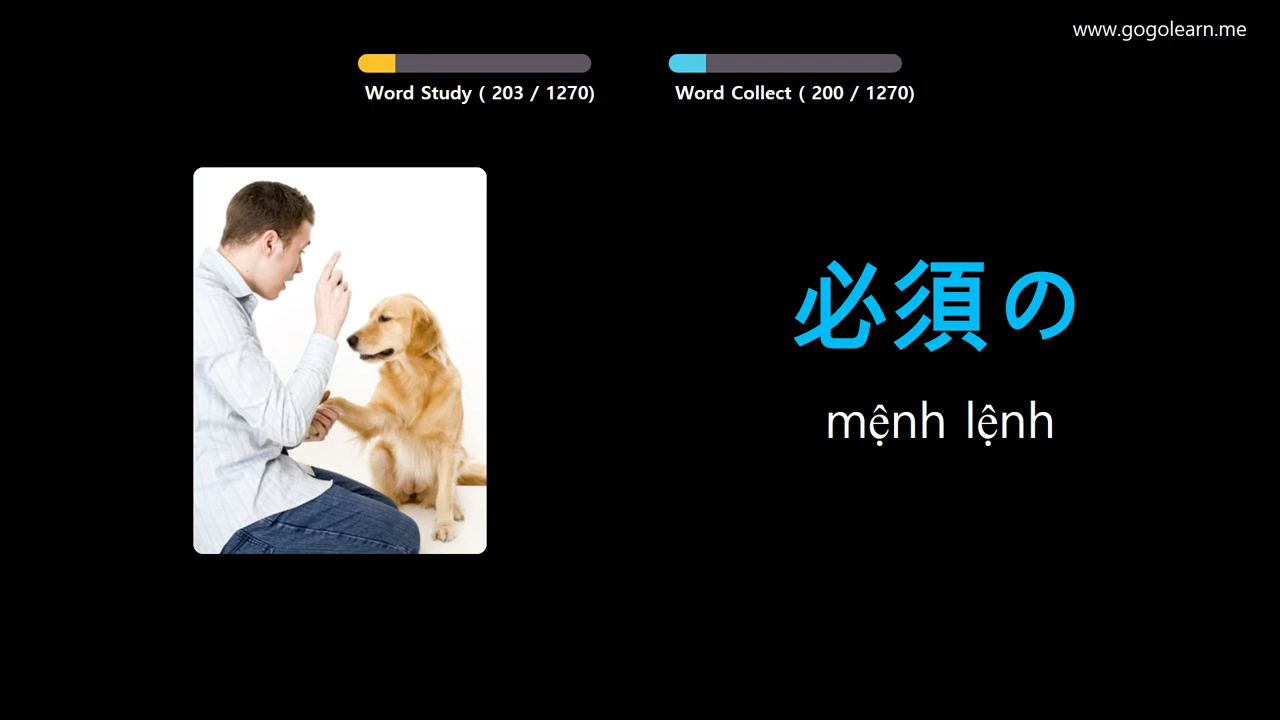 www.gogolearn.me
Word Study ( 203 / 1270)
Word Collect ( 200 / 1270)
必須の
mệnh lệnh